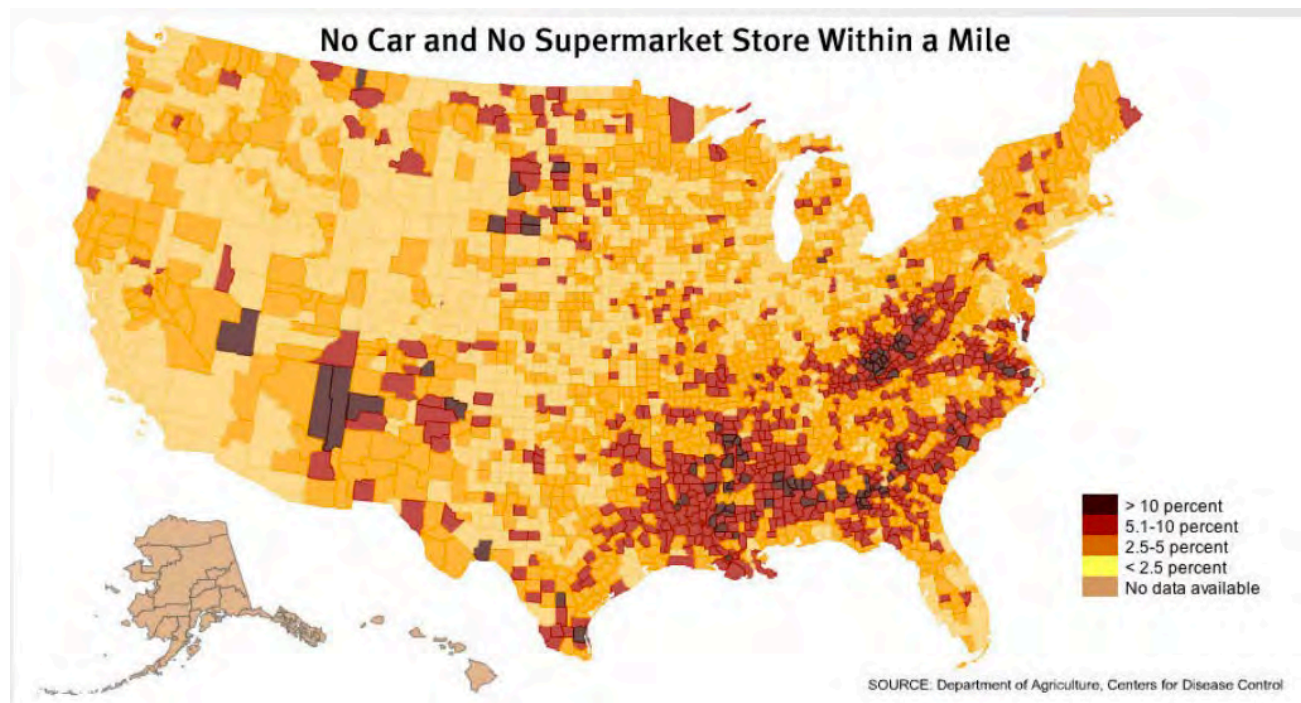 No Car and No Supermarket Store Within a Mile
> 10 percent
5.1-10 percent
2.5-5 percent
< 2.5 percent
No data available
SOURCE: Department of Agriculture, Centers for Disease Control